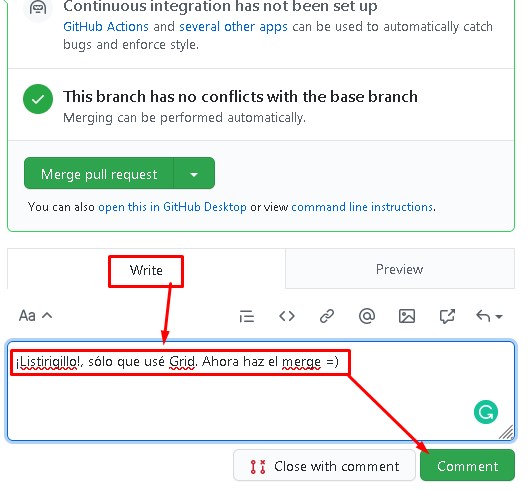 Continuous integration has not been set up
GitHub Actions and several other apps can be used to automatically catch
bugs and enforce style.
This branch has no conflicts with the base branch
Merging can be performed automatically.
Merge pull request
You can also open this in GitHub Desktop or view command line instructions.
Write
Preview
Aa
¡Listirigillo!, sólo que usé Grid. Ahora haz el merge =)
Close with comment
Comment